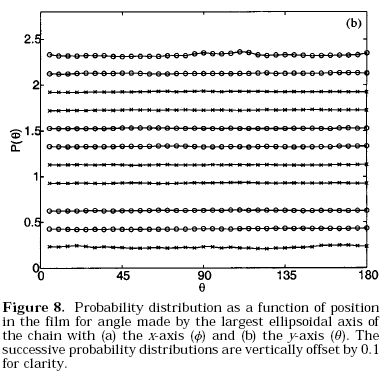 (b)
2.5
2
1.5
P(θ)
1
0.5
0
0
45
90
135
180
θ
Figure 8. Probability distribution as a function of position
in the film for angle made by the largest ellipsoidal axis of
the chain with (a) the x-axis (ϕ) and (b) the y-axis (θ). The
successive probability distributions are vertically offset by 0.1
for clarity.